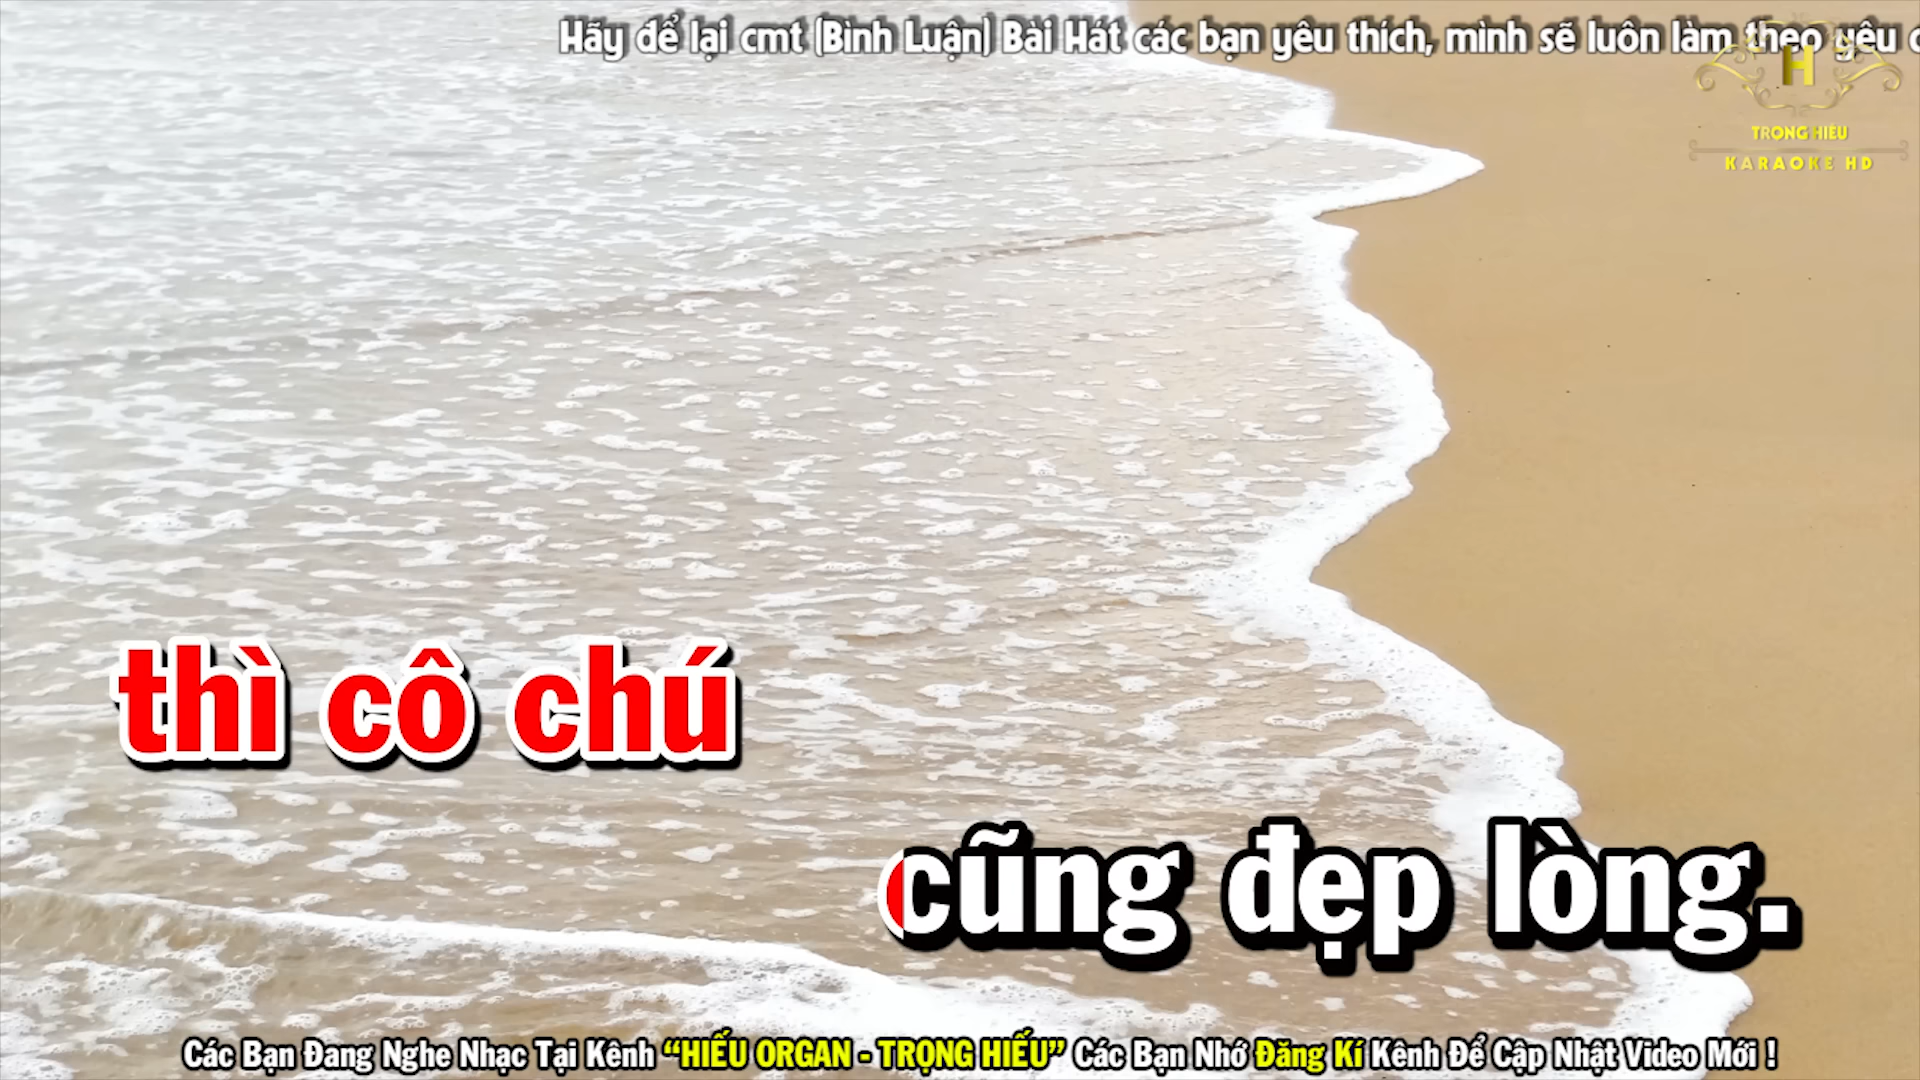 Hãy để lại cmt (Bình Luận) Bài Hát các bạn yêu thích, mình sẽ luôn làm theo yêu
H
TRỌNG HIẾU
KARAOKE HD
thì cô chú
cũng đẹp lòng.
Các Bạn Đang Nghe Nhạc Tại Kênh “HIẾU ORGAN - TRỌNG HIẾU” Các Bạn Nhớ Đăng Kí Kênh Để Cập Nhật Video Mới !